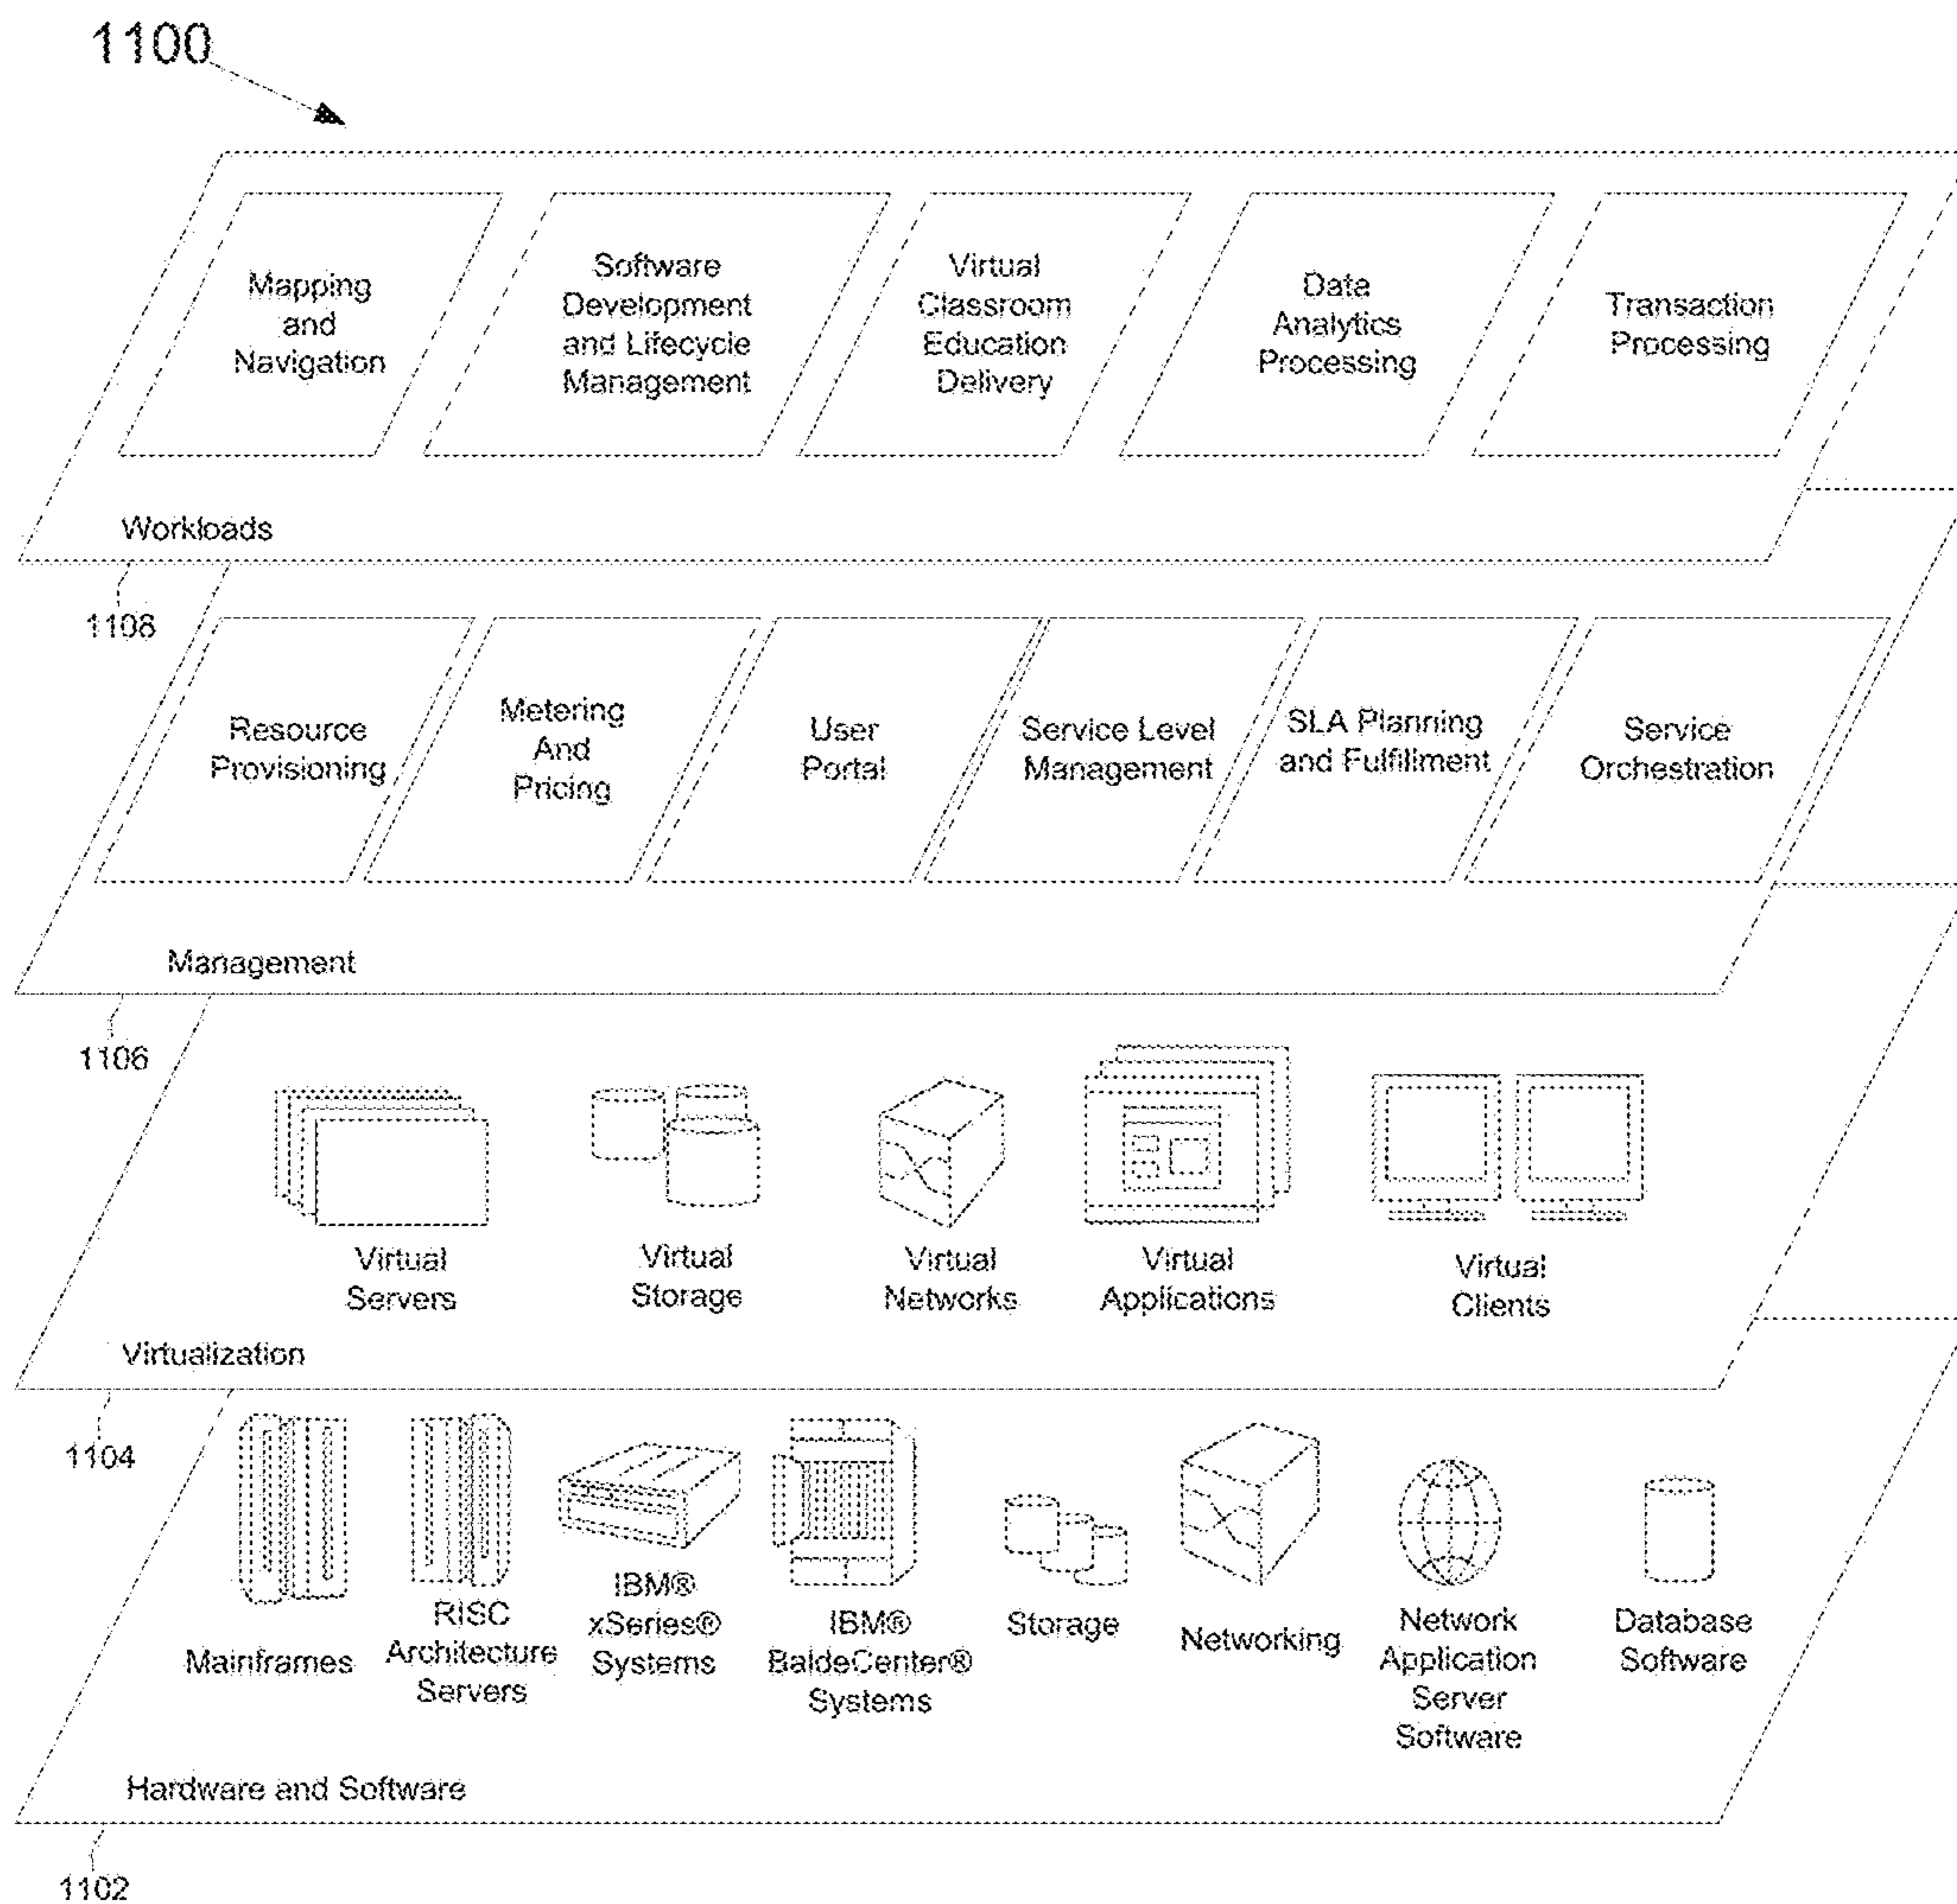 1100
Mapping
and
Navigation
Software
Development
and Lifecycle
Management
Virtual
Classroom
Education
Delivery
Data
Analytics
Processing
Transaction
Processing
Workloads
1108
Resource
Provisioning
Metering
And
Pricing
User
Portal
Service Level
Management
SLA Planning
and Fulfillment
Service
Orchestration
Management
1106
Virtual
Servers
Virtual
Storage
Virtual
Networks
Virtual
Applications
Virtual
Clients
Virtualization
1104
Mainframes
RISC
Architecture
Servers
IBM®
xSeries®
Systems
IBM®
BaldeCenter®
Systems
Storage
Networking
Network
Application
Server
Software
Database
Software
Hardware and Software
1102